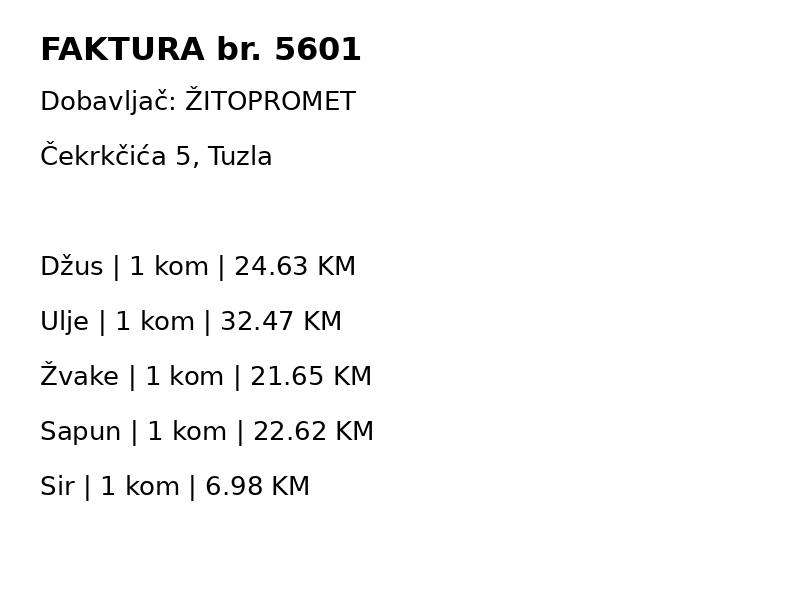 FAKTURA br. 5601
Dobavljač: ŽITOPROMET
Čekrkčića 5, Tuzla
Džus | 1 kom | 24.63 KM
Ulje | 1 kom | 32.47 KM
Žvake | 1 kom | 21.65 KM
Sapun | 1 kom | 22.62 KM
Sir | 1 kom | 6.98 KM